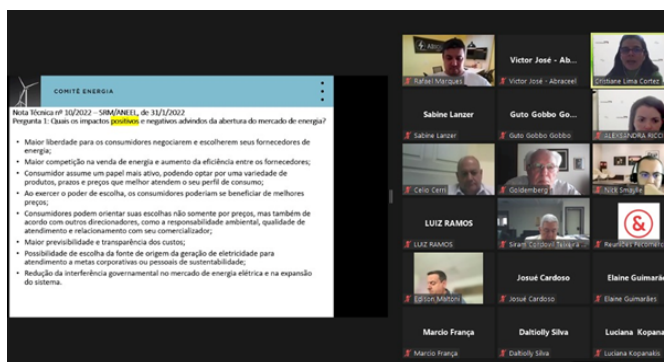 COMITÊ ENERGIA
Nota Técnica nº 10/2022 – SRM/ANEEL, de 31/1/2022
Pergunta 1: Quais os impactos positivos e negativos advindos da abertura do mercado de energia?
• Maior liberdade para os consumidores negociarem e escolherem seus fornecedores de
energia;
• Maior competição na venda de energia e aumento da eficiência entre os fornecedores;
• Consumidor assume um papel mais ativo, podendo optar por uma variedade de
produtos, prazos e preços que melhor atendem o seu perfil de consumo;
• Ao exercer o poder de escolha, os consumidores poderiam se beneficiar de melhores
preços;
• Consumidores podem orientar suas escolhas não somente por preços, mas também de
acordo com outros direcionadores, como a responsabilidade ambiental, qualidade de
atendimento e relacionamento com seu comercializador;
• Maior previsibilidade e transparência dos custos;
• Possibilidade de escolha da fonte de origem da geração de eletricidade para
atendimento a metas corporativas ou pessoais de sustentabilidade;
• Redução da interferência governamental no mercado de energia elétrica e na expansão
do sistema.
Rafael Marques
Victor José - Ab...
Victor José - Abraceel
Cristiane Lima Cortez
Sabine Lanzer
Sabine Lanzer
Guto Gobbo Go...
Guto Gobbo Gobbo
ALEXSANDRA RICCI
Celio Cerri
Goldemberg
Nick Smaylle
LUIZ RAMOS
LUIZ RAMOS
&
Reuniões Fecomerc
Edilson Maltoni
Josué Cardoso
Josué Cardoso
Elaine Guimarã
Elaine Guimarães
Marcio França
Marcio França
Daltiolly Silva
Daltiolly Silva
Luciana Kopana
Luciana Kopanakis